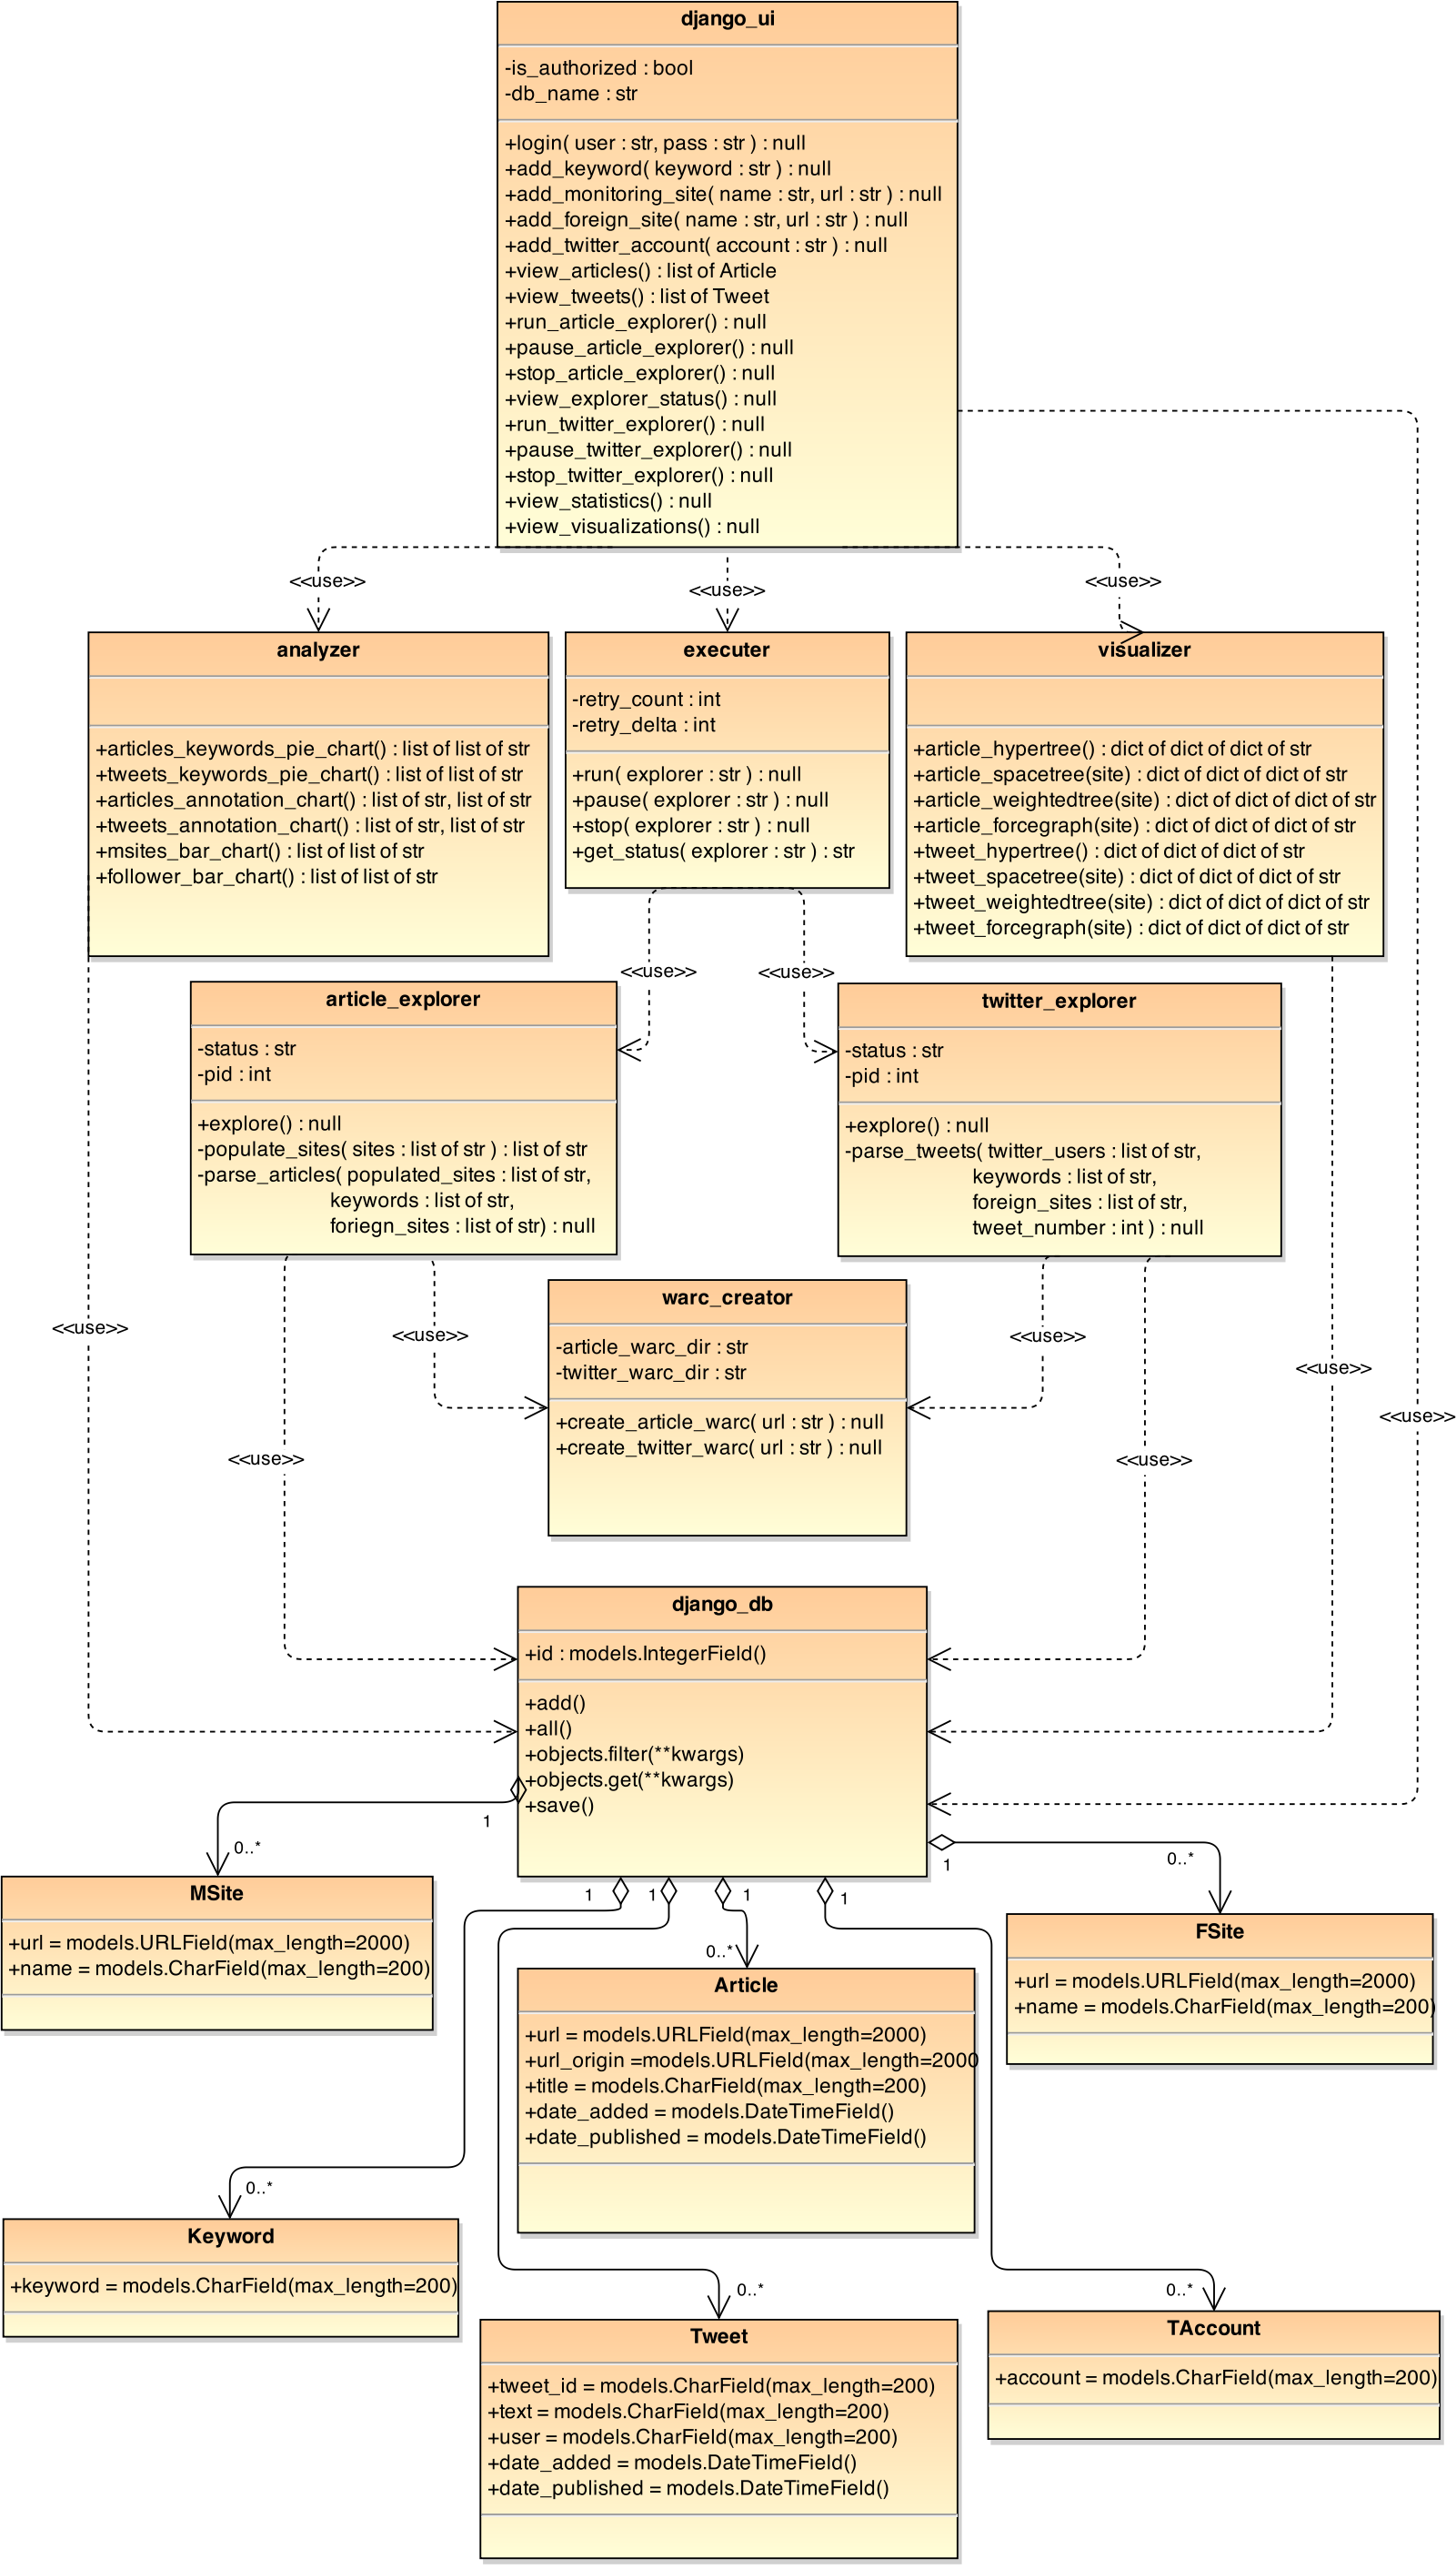 django_ui
-is_authorized : bool
-db_name : str
+login( user : str, pass : str ) : null
+add_keyword( keyword : str ) : null
+add_monitoring_site( name : str, url : str ) : null
+add_foreign_site( name : str, url : str ) : null
+add_twitter_account( account : str ) : null
+view_articles() : list of Article
+view_tweets() : list of Tweet
+run_article_explorer() : null
+pause_article_explorer() : null
+stop_article_explorer() : null
+view_explorer_status() : null
+run_twitter_explorer() : null
+pause_twitter_explorer() : null
+stop_twitter_explorer() : null
+view_statistics() : null
+view_visualizations() : null
<<use>>
<<use>>
<<use>>
analyzer
+articles_keywords_pie_chart() : list of list of str
+tweets_keywords_pie_chart() : list of list of str
+articles_annotation_chart() : list of str, list of str
+tweets_annotation_chart() : list of str, list of str
+msites_bar_chart() : list of list of str
+follower_bar_chart() : list of list of str
executer
-retry_count : int
-retry_delta : int
+run( explorer : str ) : null
+pause( explorer : str ) : null
+stop( explorer : str ) : null
+get_status( explorer : str ) : str
visualizer
+article_hypertree() : dict of dict of dict of str
+article_spacetree(site) : dict of dict of dict of str
+article_weightedtree(site) : dict of dict of dict of str
+article_forcegraph(site) : dict of dict of dict of str
+tweet_hypertree() : dict of dict of dict of str
+tweet_spacetree(site) : dict of dict of dict of str
+tweet_weightedtree(site) : dict of dict of dict of str
+tweet_forcegraph(site) : dict of dict of dict of str
<<use>>
<<use>>
article_explorer
-status : str
-pid : int
+explore() : null
-populate_sites( sites : list of str ) : list of str
-parse_articles( populated_sites : list of str,
keywords : list of str,
foriegn_sites : list of str) : null
twitter_explorer
-status : str
-pid : int
+explore() : null
-parse_tweets( twitter_users : list of str,
keywords : list of str,
foreign_sites : list of str,
tweet_number : int ) : null
<<use>>
<<use>>
<<use>>
<<use>>
<<use>>
<<use>>
<<use>>
warc_creator
-article_warc_dir : str
-twitter_warc_dir : str
+create_article_warc( url : str ) : null
+create_twitter_warc( url : str ) : null
django_db
+id : models.IntegerField()
+add()
+all()
+objects.filter(**kwargs)
+objects.get(**kwargs)
+save()
1
0..*
1
0..*
1
1
1
1
0..*
MSite
+url = models.URLField(max_length=2000)
+name = models.CharField(max_length=200)
FSite
+url = models.URLField(max_length=2000)
+name = models.CharField(max_length=200)
Article
+url = models.URLField(max_length=2000)
+url_origin =models.URLField(max_length=2000
+title = models.CharField(max_length=200)
+date_added = models.DateTimeField()
+date_published = models.DateTimeField()
0..*
Keyword
+keyword = models.CharField(max_length=200)
0..*
0..*
Tweet
+tweet_id = models.CharField(max_length=200)
+text = models.CharField(max_length=200)
+user = models.CharField(max_length=200)
+date_added = models.DateTimeField()
+date_published = models.DateTimeField()
TAccount
+account = models.CharField(max_length=200)